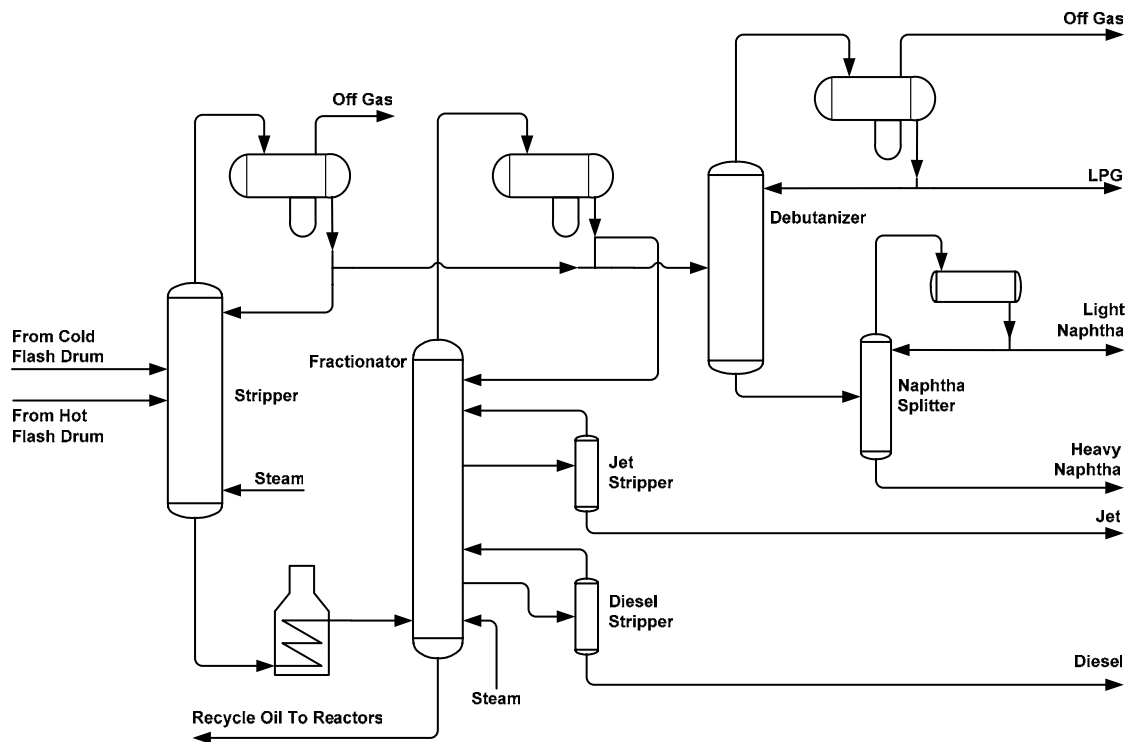 Off Gas
Off Gas
LPG
Debutanizer
From Cold
Flash Drum
Stripper
From Hot
Flash Drum
Steam
Fractionator
Light
Naphtha
Naphtha
Splitter
Heavy
Naphtha
Jet
Stripper
Jet
Diesel
Stripper
Diesel
Steam
Recycle Oil To Reactors